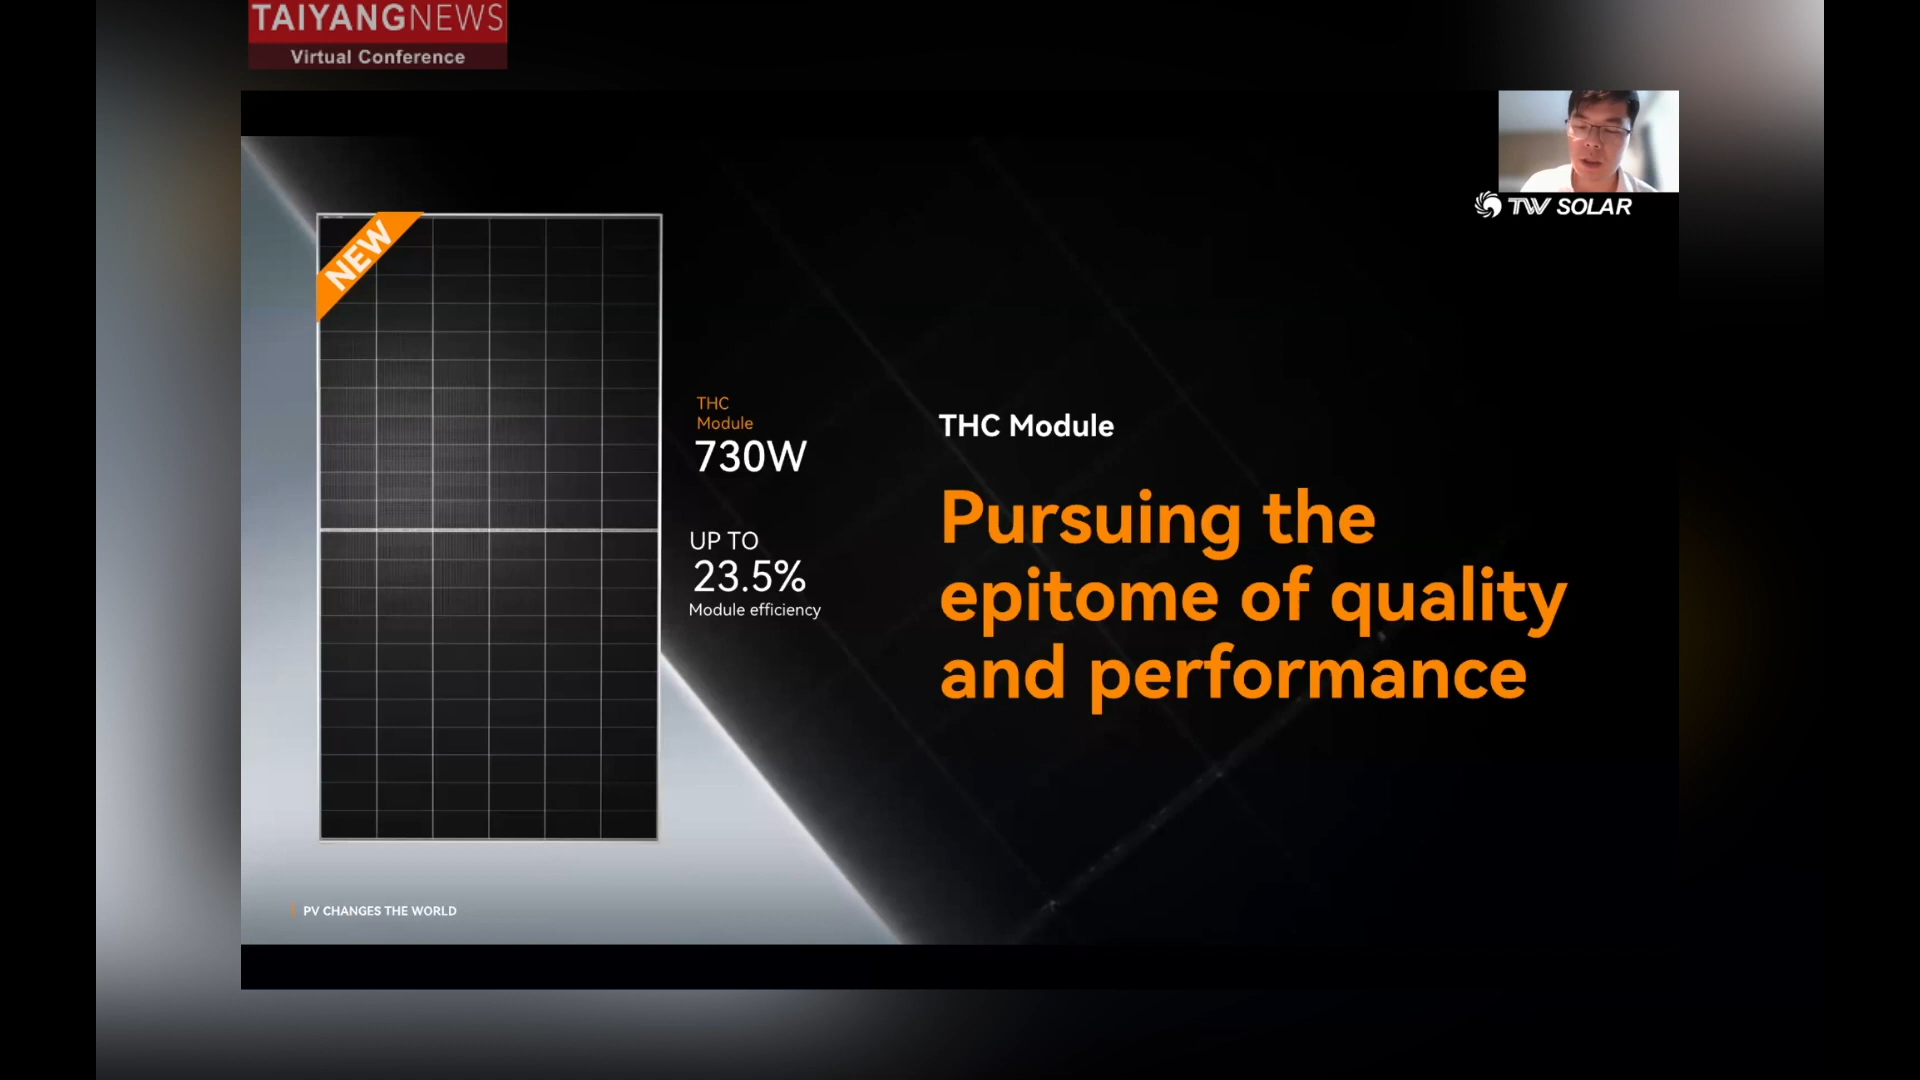 TAIYANGNEWS
Virtual Conference
TW SOLAR
NEW
THC
Module
730W
UP TO
23.5%
Module efficiency
THC Module
Pursuing the
epitome of quality
and performance
PV CHANGES THE WORLD